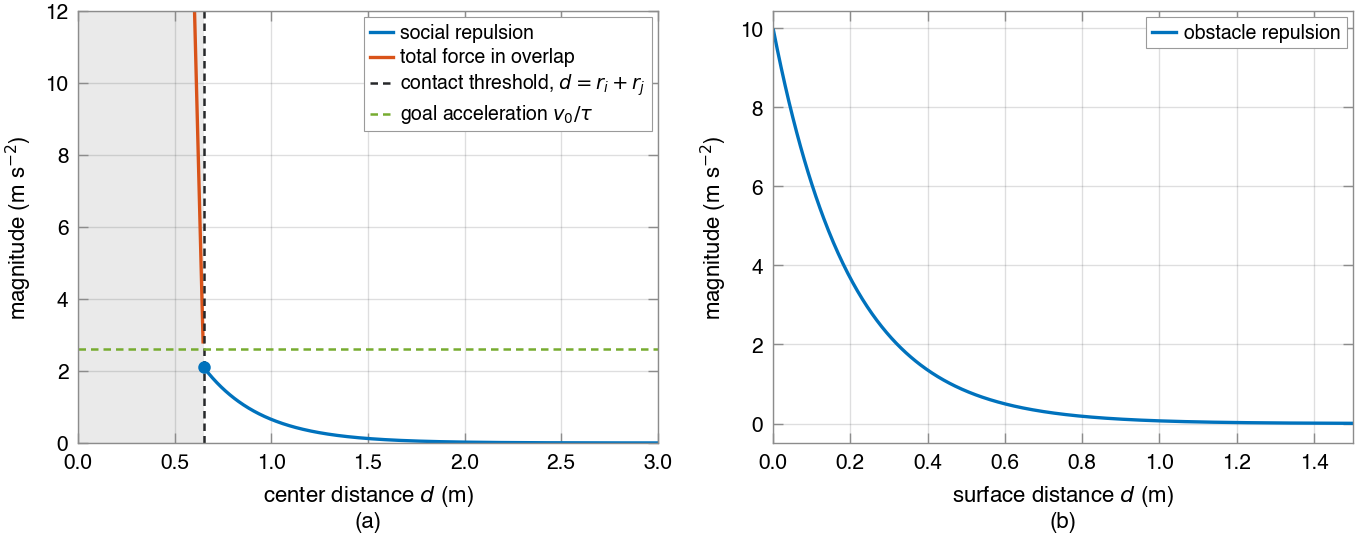 magnitude (m s⁻²)
12
10
8
6
4
2
0
social repulsion
total force in overlap
contact threshold, d = rᵢ + rⱼ
goal acceleration v₀/τ
0.0 0.5 1.0 1.5 2.0 2.5 3.0
center distance d (m)
(a)
magnitude (m s⁻²)
10
8
6
4
2
0
obstacle repulsion
0.0 0.2 0.4 0.6 0.8 1.0 1.2 1.4
surface distance d (m)
(b)